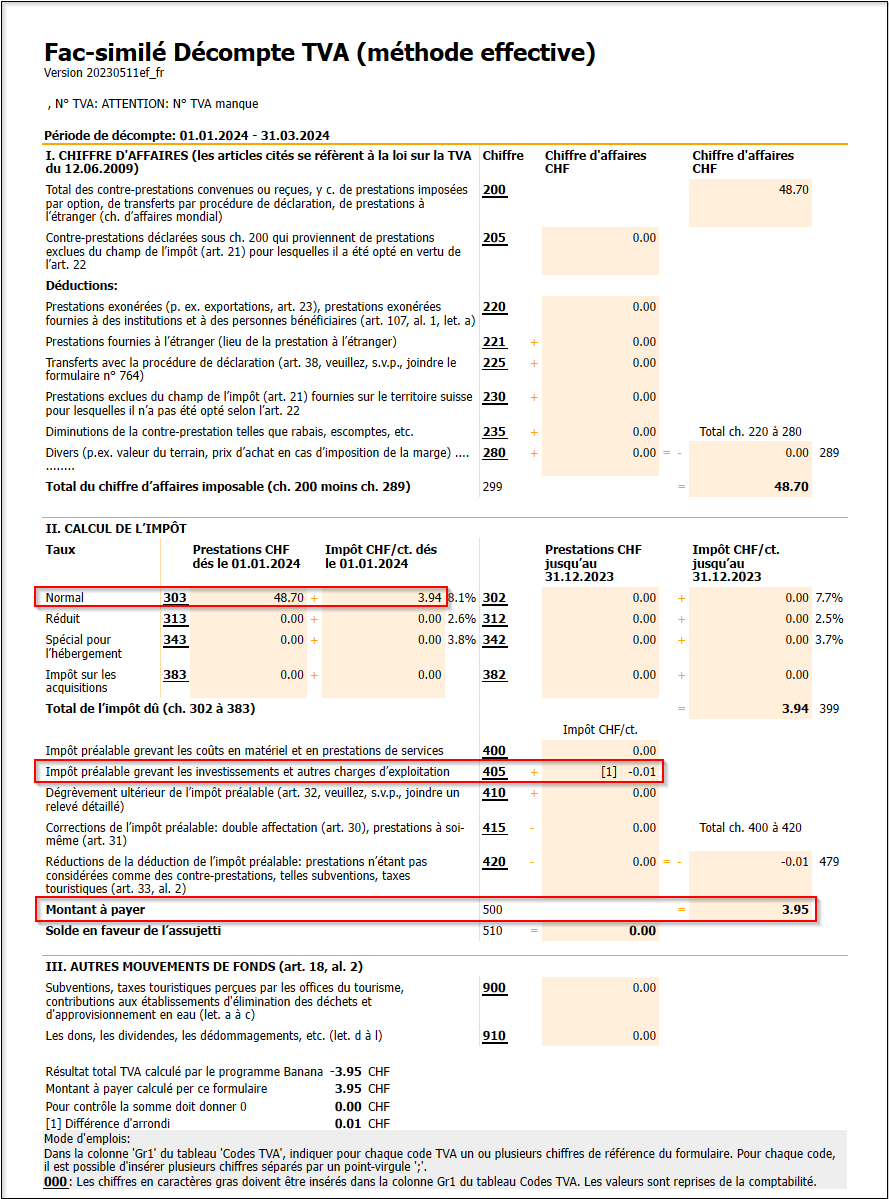 Fac-similé Décompte TVA (méthode effective)
Version 20230511ef_fr
, N° TVA: ATTENTION: N° TVA manque
Période de décompte: 01.01.2024 - 31.03.2024
I. CHIFFRE D'AFFAIRES (les articles cités se réfèrent à la loi sur la TVA Chiffre Chiffre d'affaires Chiffre d'affaires
du 12.06.2009) CHF CHF
Total des contre-prestations convenues ou reçues, y c. de prestations imposées 200 48.70
par option, de transferts par procédure de déclaration, de prestations à
l’étranger (ch. d’affaires mondial)
Contre-prestations déclarées sous ch. 200 qui proviennent de prestations 205 0.00
exclues du champ de l’impôt (art. 21) pour lesquelles il a été opté en vertu de
l’art. 22
Déductions:
Prestations exonérées (p. ex. exportations, art. 23), prestations exonérées 220 0.00
fournies à des institutions et à des personnes bénéficiaires (art. 107, al. 1, let. a)
Prestations fournies à l’étranger (lieu de la prestation à l’étranger) 221 + 0.00
Transferts avec la procédure de déclaration (art. 38, veuillez, s.v.p., joindre le 225 + 0.00
formulaire n° 764)
Prestations exclues du champ de l’impôt (art. 21) fournies sur le territoire suisse 230 + 0.00
pour lesquelles il n’a pas été opté selon l’art. 22
Diminutions de la contre-prestation telles que rabais, escomptes, etc. 235 + 0.00 Total ch. 220 à 280
Divers (p.ex. valeur du terrain, prix d’achat en cas d’imposition de la marge) .... 280 + 0.00 = - 0.00 289
........
Total du chiffre d’affaires imposable (ch. 200 moins ch. 289) 299 = 48.70
II. CALCUL DE L’IMPÔT
Taux Prestations CHF Impôt CHF/ct. dés Prestations CHF Impôt CHF/ct.
dés le 01.01.2024 le 01.01.2024 jusqu’au jusqu’au
31.12.2023 31.12.2023
Normal 303 48.70 + 3.94 8.1% 302 0.00 + 0.00 7.7%
Réduit 313 0.00 + 0.00 2.6% 312 0.00 + 0.00 2.5%
Spécial pour 343 0.00 + 0.00 3.8% 342 0.00 + 0.00 3.7%
l’hébergement
Impôt sur les 383 0.00 + 0.00 382 0.00 + 0.00
acquisitions
Total de l’impôt dû (ch. 302 à 383) = 3.94 399
Impôt CHF/ct.
Impôt préalable grevant les coûts en matériel et en prestations de services 400 0.00
Impôt préalable grevant les investissements et autres charges d’exploitation 405 + [1] -0.01
Dégrèvement ultérieur de l’impôt préalable (art. 32, veuillez, s.v.p., joindre un 410 + 0.00
relevé détaillé)
Corrections de l’impôt préalable: double affectation (art. 30), prestations à soi- 415 - 0.00 Total ch. 400 à 420
même (art. 31)
Réductions de la déduction de l’impôt préalable: prestations n’étant pas 420 - 0.00 = - -0.01 479
considérées comme des contre-prestations, telles subventions, taxes
touristiques (art. 33, al. 2)
Montant à payer 500 = 3.95
Solde en faveur de l’assujetti 510 = 0.00
III. AUTRES MOUVEMENTS DE FONDS (art. 18, al. 2)
Subventions, taxes touristiques perçues par les offices du tourisme, 900 0.00
contributions aux établissements d'élimination des déchets et
d'approvisionnement en eau (let. a à c)
Les dons, les dividendes, les dédommagements, etc. (let. d à l) 910 0.00
Résultat total TVA calculé par le programme Banana -3.95 CHF
Montant à payer calculé per ce formulaire 3.95 CHF
Pour contrôle la somme doit donner 0 0.00 CHF
[1] Différence d'arrondi 0.01 CHF
Mode d'emplois:
Dans la colonne 'Gr1' du tableau 'Codes TVA', indiquer pour chaque code TVA un ou plusieurs chiffres de référence du formulaire. Pour chaque code,
il est possible d'insérer plusieurs chiffres séparés par un point-virgule ';'.
000: Les chiffres en caractères gras doivent être insérés dans la colonne Gr1 du tableau Codes TVA. Les valeurs sont reprises de la comptabilité.